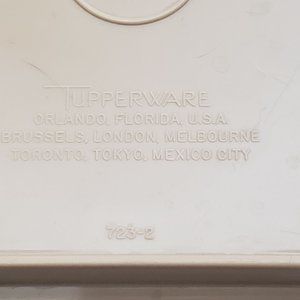 TUPPERWARE
ORLANDO, FLORIDA, U.S.A.
BRUSSELS, LONDON, MELBOURNE
TORONTO, TOKYO, MEXICO CITY
723-2